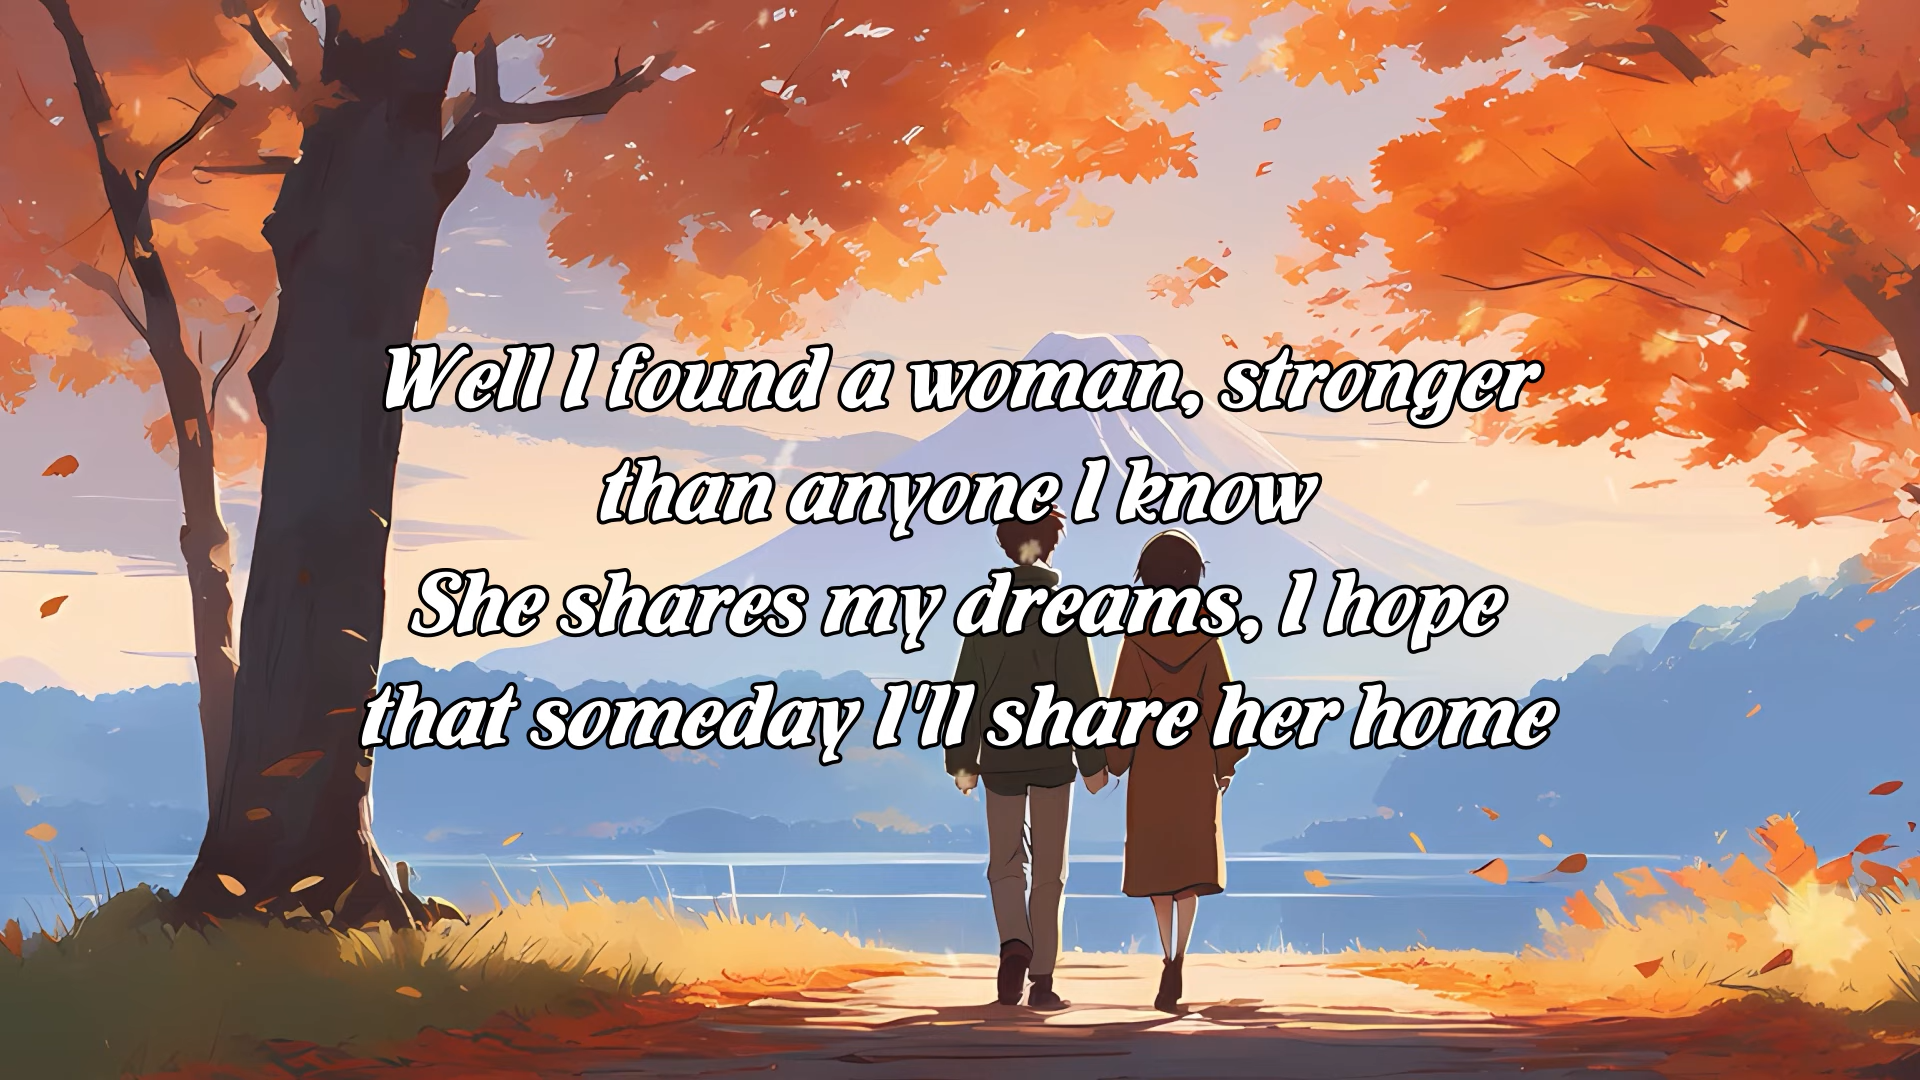 Well I found a woman, stronger
than anyone I know
She shares my dreams, I hope
that someday I'll share her home